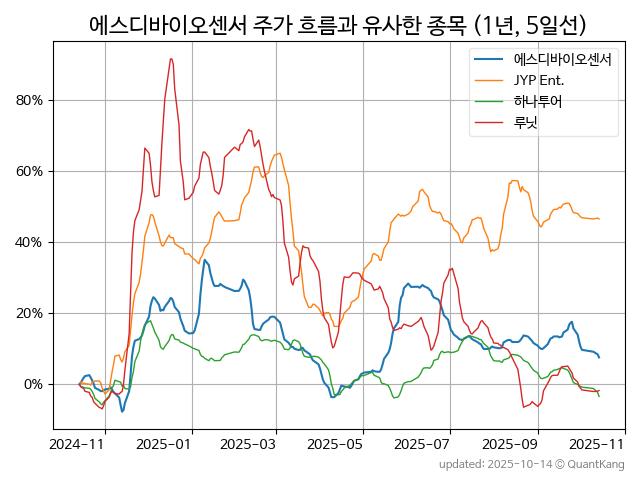 에스디바이오센서 주가 흐름과 유사한 종목 (1년, 5일선)
에스디바이오센서
JYP Ent.
하나투어
루닛
80%
60%
40%
20%
0%
2024-11 2025-01 2025-03 2025-05 2025-07 2025-09 2025-11
updated: 2025-10-14 © QuantKang